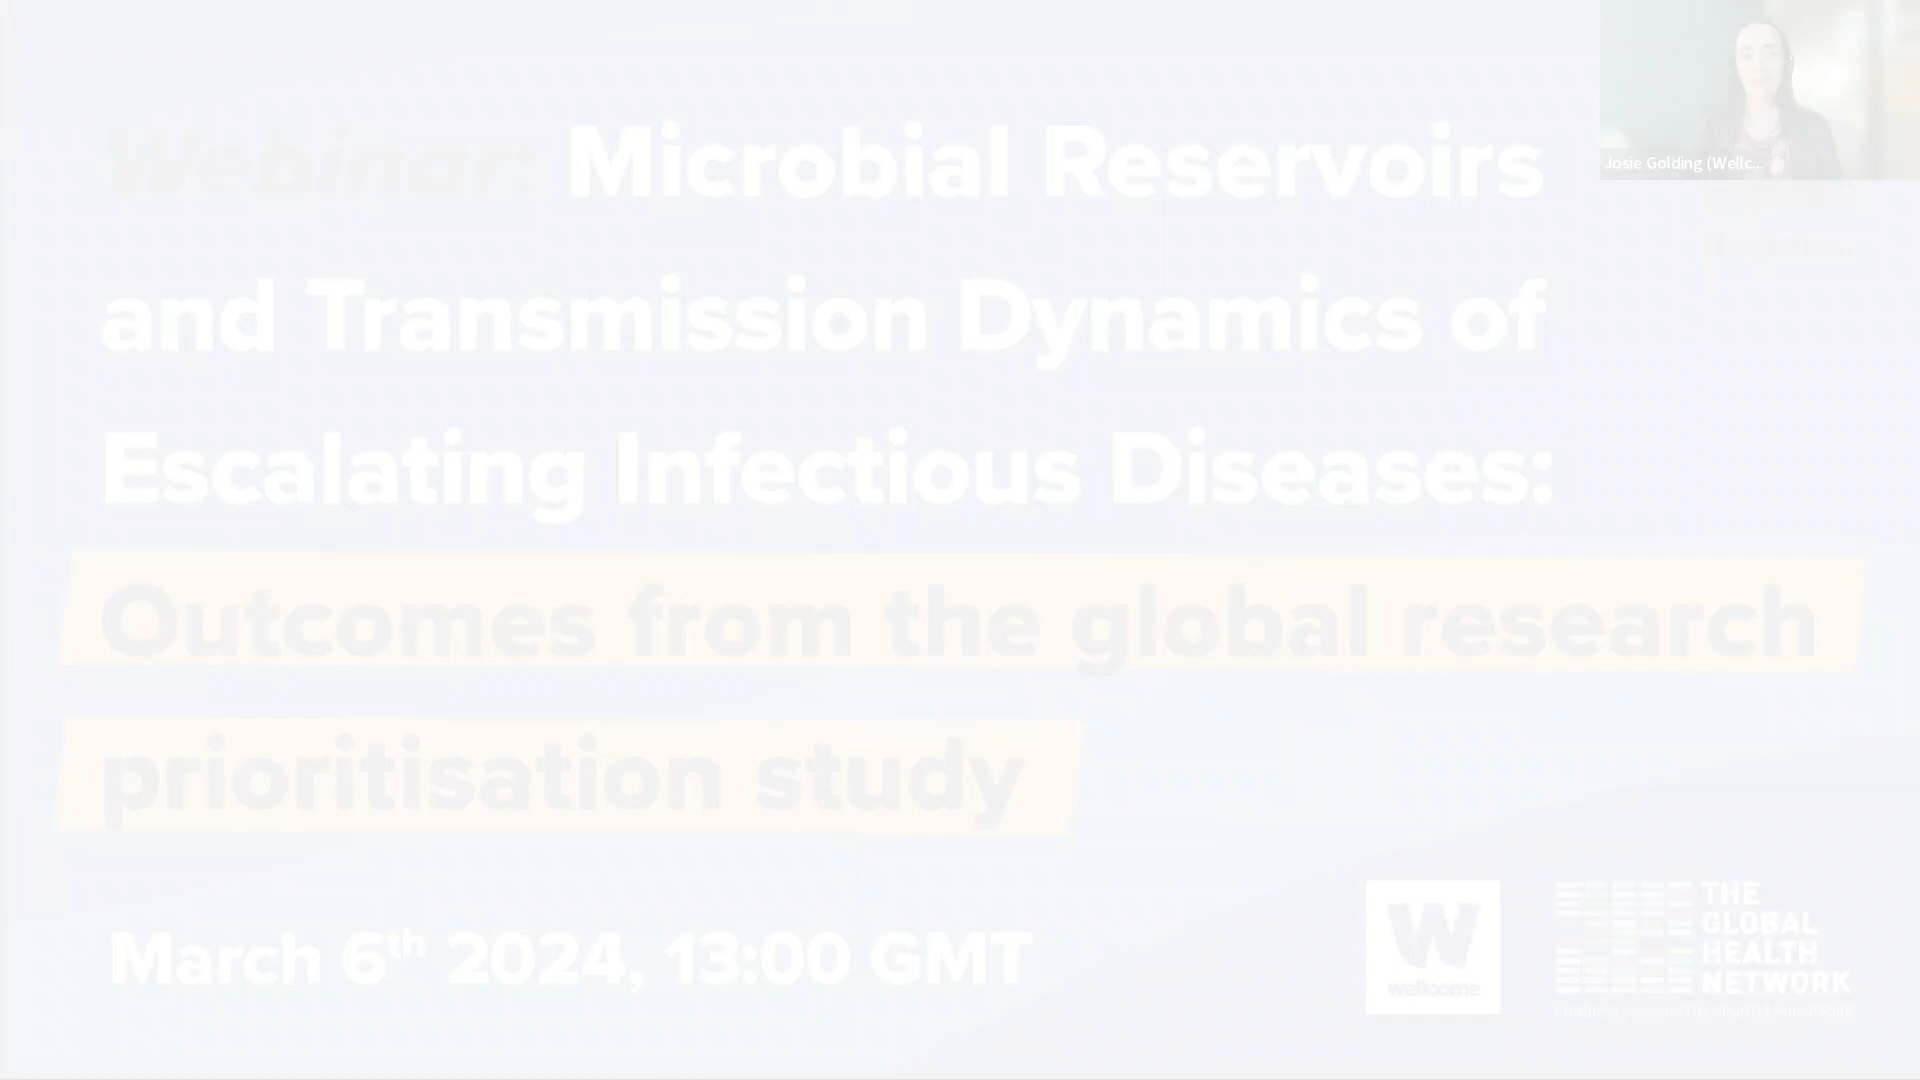 Webinar: Microbial Reservoirs
and Transmission Dynamics of
Escalating Infectious Diseases:
Outcomes from the global research
prioritisation study
March 6th 2024, 13:00 GMT
Josie Golding (Wellc...
W
wellcome
THE
GLOBAL
HEALTH
NETWORK